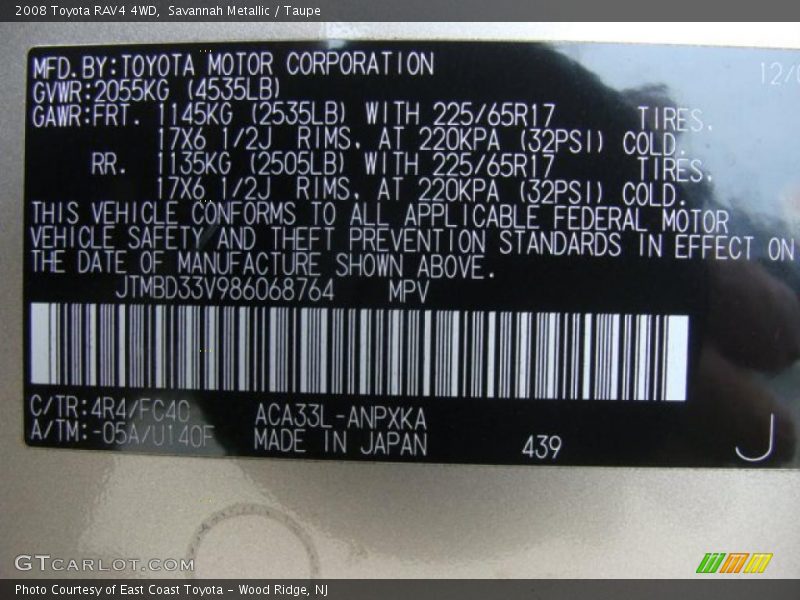 2008 Toyota RAV4 4WD,  Savannah Metallic / Taupe
MFD.BY:TOYOTA MOTOR CORPORATION
12/0
GVWR:2055KG (4535LB)
GAWR:FRT. 1145KG (2535LB) WITH 225/65R17 TIRES.
17X6 1/2J RIMS. AT 220KPA (32PSI) COLD.
RR. 1135KG (2505LB) WITH 225/65R17 TIRES.
17X6 1/2J RIMS. AT 220KPA (32PSI) COLD.
THIS VEHICLE CONFORMS TO ALL APPLICABLE FEDERAL MOTOR
VEHICLE SAFETY AND THEFT PREVENTION STANDARDS IN EFFECT ON
THE DATE OF MANUFACTURE SHOWN ABOVE.
JTMBD33V986068764 MPV
C/TR:4R4/FC40 ACA33L-ANPXKA
A/TM:-05A/U140F MADE IN JAPAN 439 J
GTCARLOT.COM
Photo Courtesy of East Coast Toyota - Wood Ridge, NJ